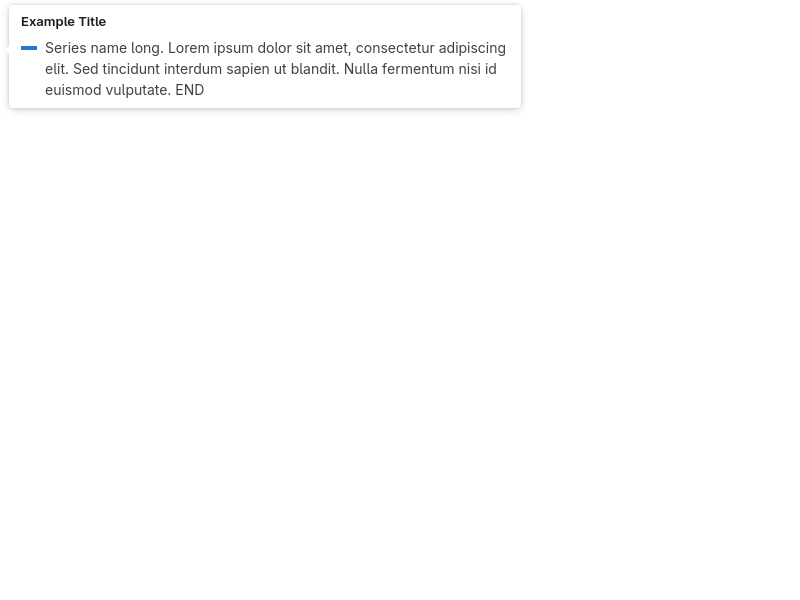 Example Title
Series name long. Lorem ipsum dolor sit amet, consectetur adipiscing
elit. Sed tincidunt interdum sapien ut blandit. Nulla fermentum nisi id
euismod vulputate. END